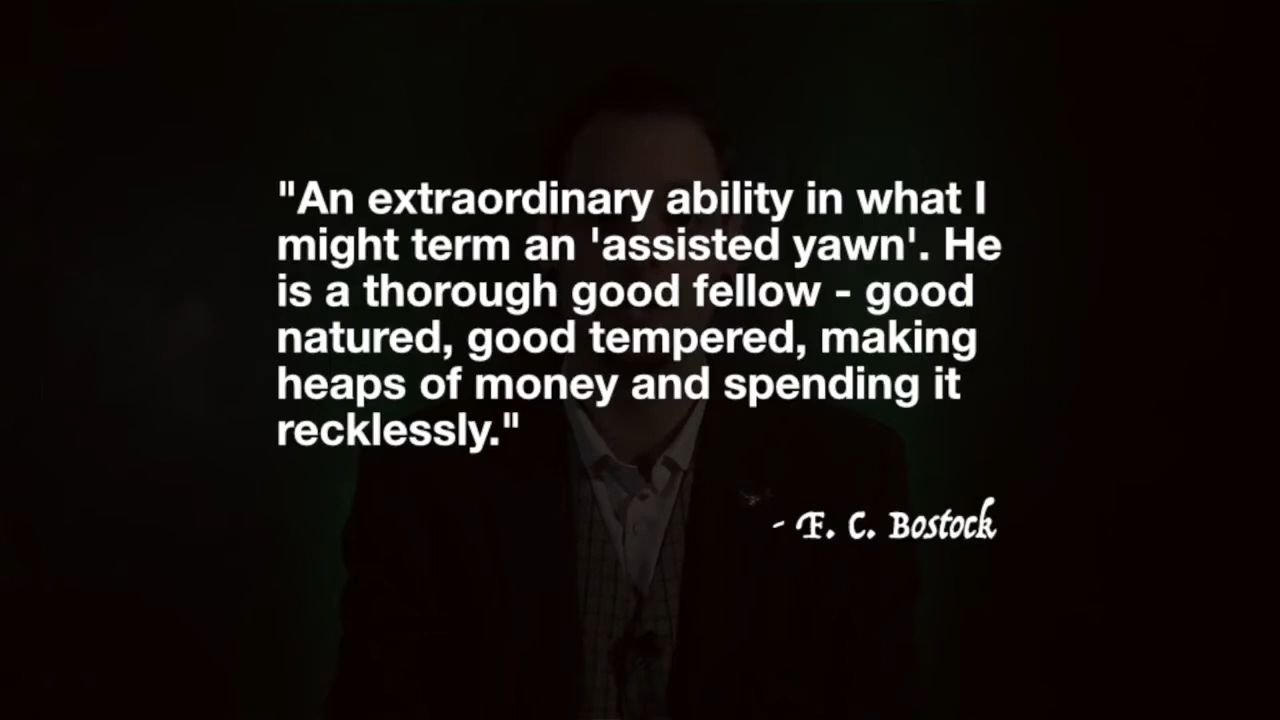 "An extraordinary ability in what I
might term an 'assisted yawn'. He
is a thorough good fellow - good
natured, good tempered, making
heaps of money and spending it
recklessly."
- F. C. Bostock